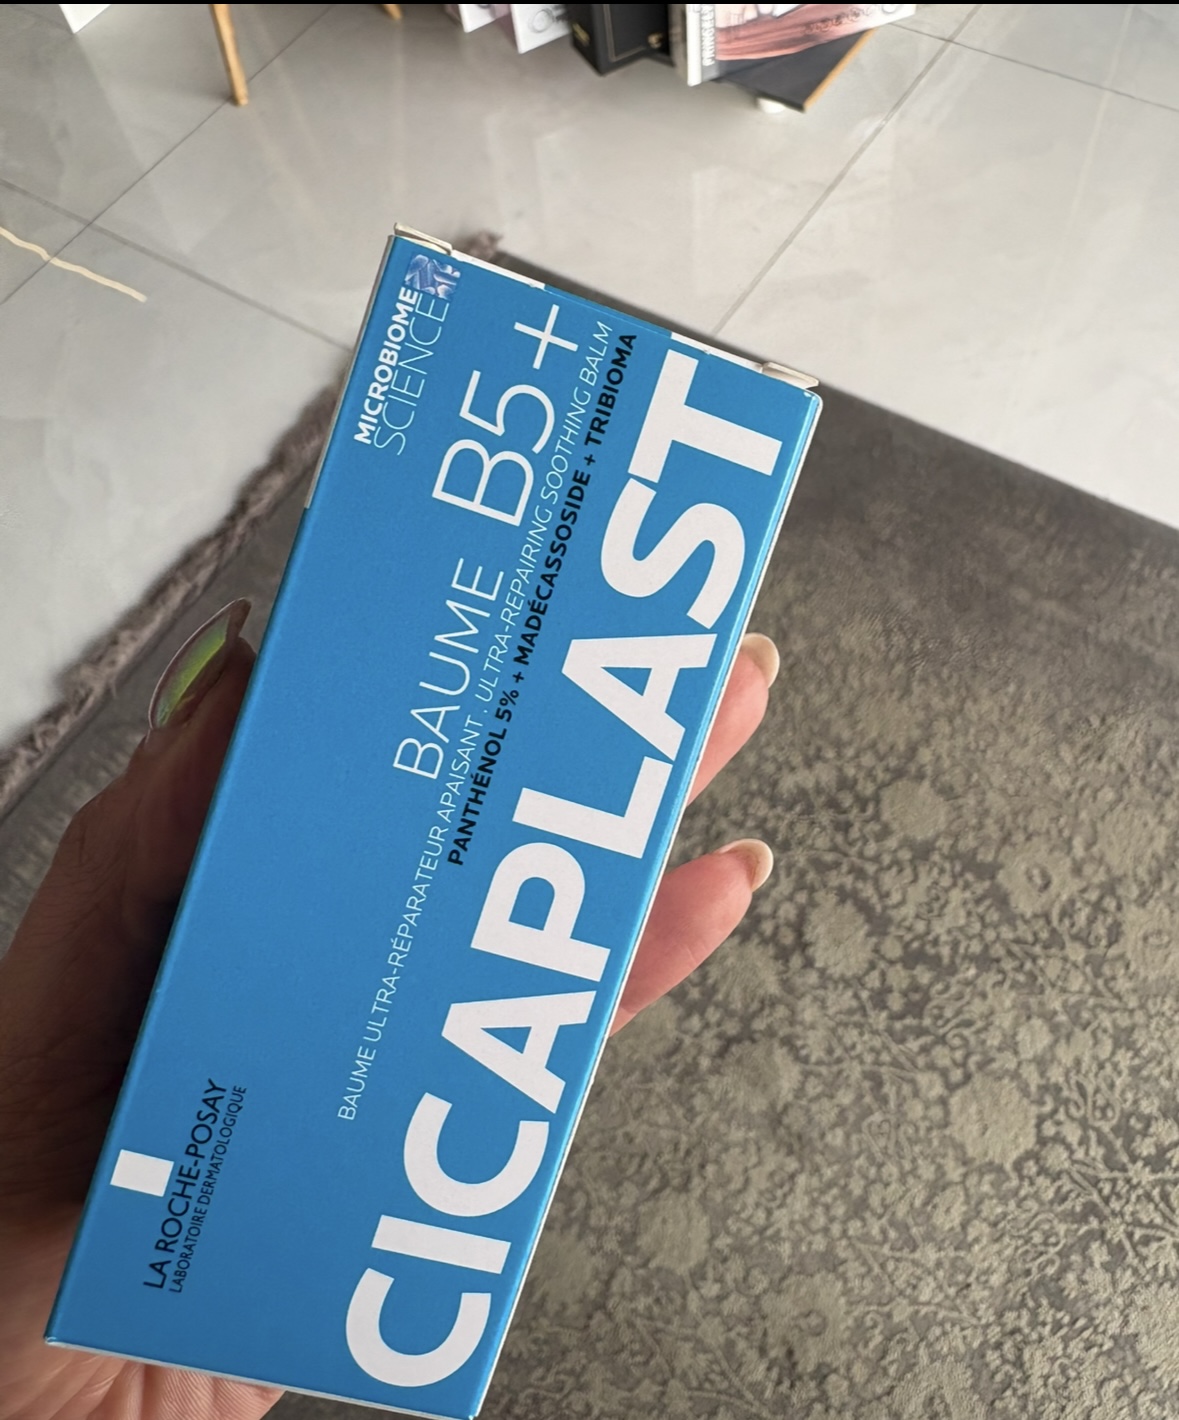 MICROBIOME
SCIENCE
BAUME B5+
BAUME ULTRA-RÉPARATEUR APAISANT . ULTRA-REPAIRING SOOTHING BALM
PANTHÉNOL 5% + MADÉCASSOSIDE + TRIBIOMA
CICAPLAST
LA ROCHE-POSAY
LABORATOIRE DERMATOLOGIQUE